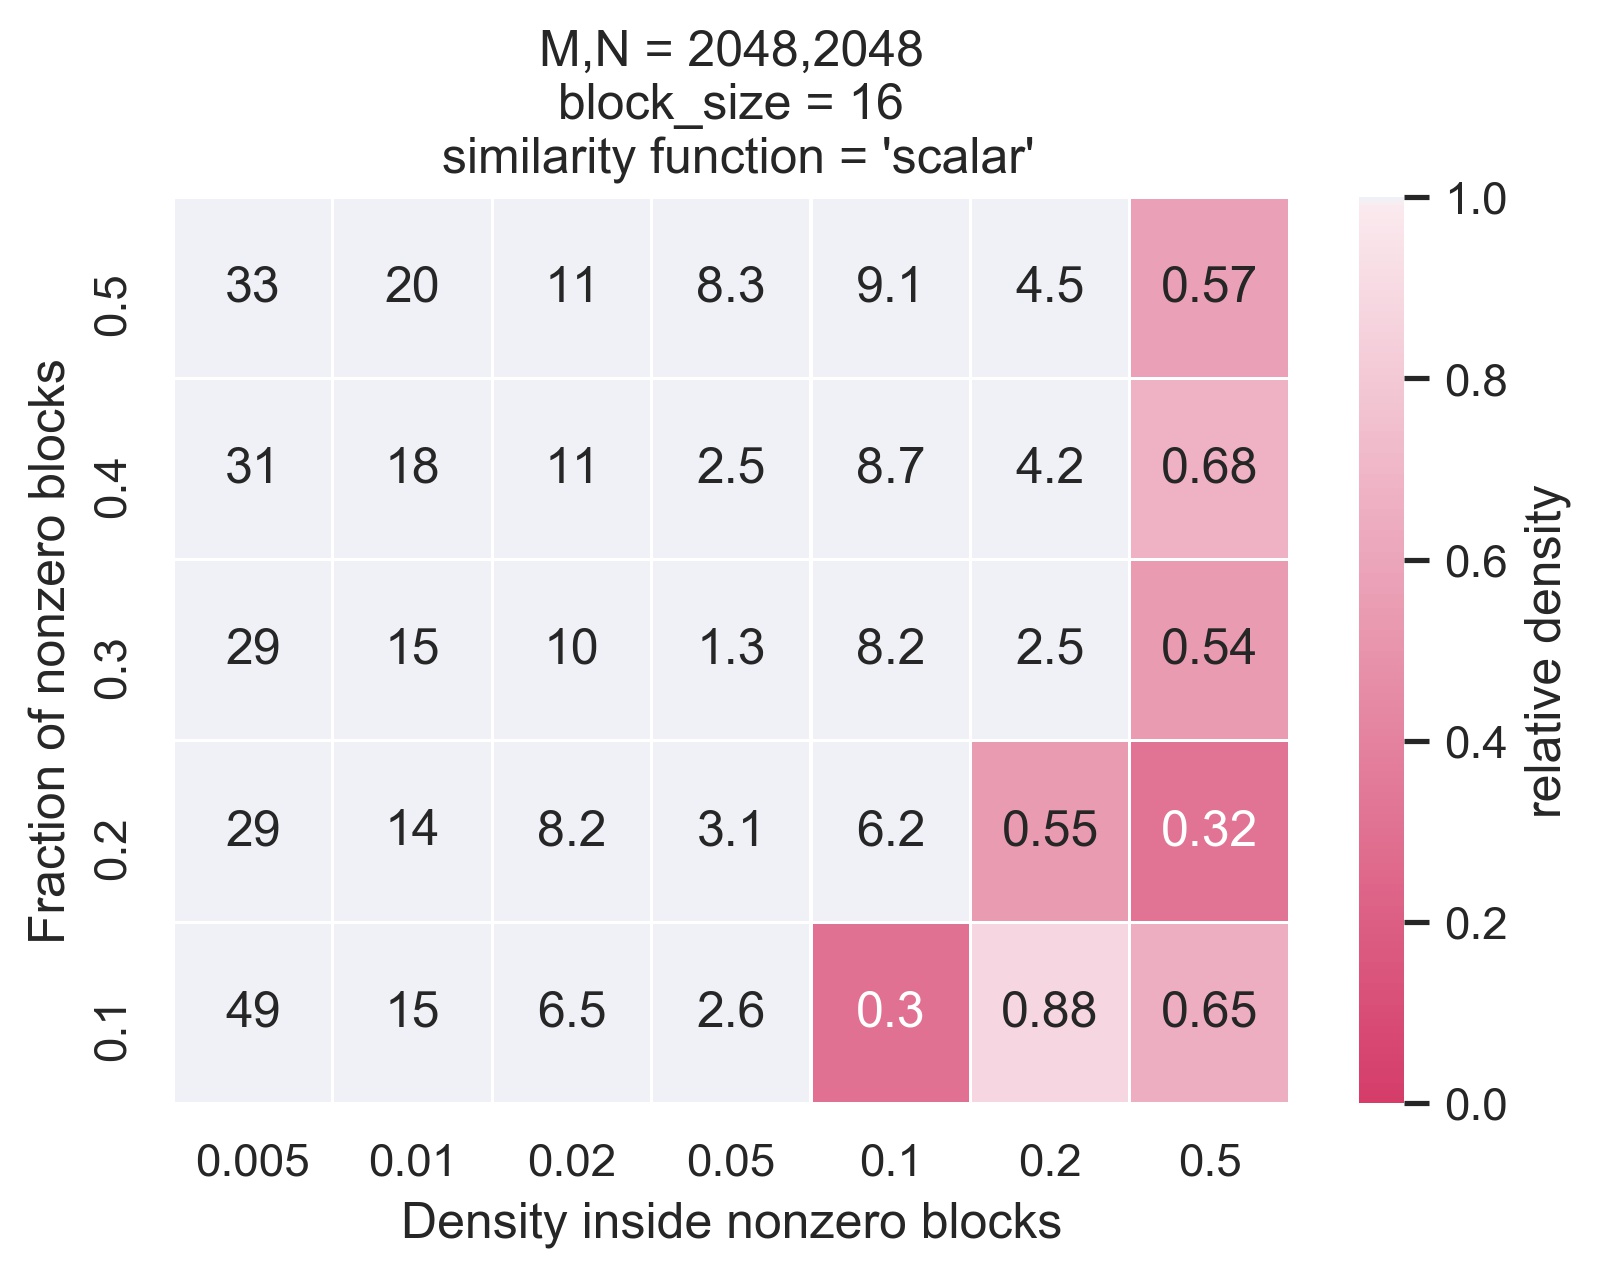 M,N = 2048,2048
block_size = 16
similarity function = 'scalar'
Fraction of nonzero blocks
0.5 33 20 11 8.3 9.1 4.5 0.57
0.4 31 18 11 2.5 8.7 4.2 0.68
0.3 29 15 10 1.3 8.2 2.5 0.54
0.2 29 14 8.2 3.1 6.2 0.55 0.32
0.1 49 15 6.5 2.6 0.3 0.88 0.65
0.005 0.01 0.02 0.05 0.1 0.2 0.5
Density inside nonzero blocks
1.0
0.8
0.6
0.4
0.2
0.0
relative density